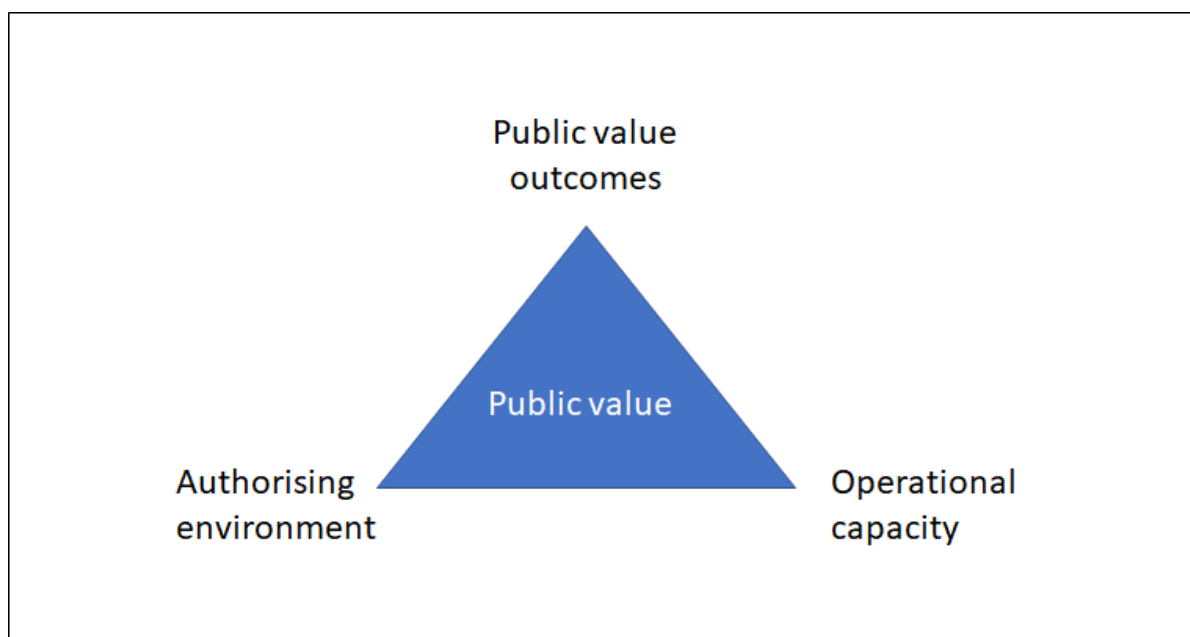 Public value
outcomes
Public value
Authorising
environment
Operational
capacity